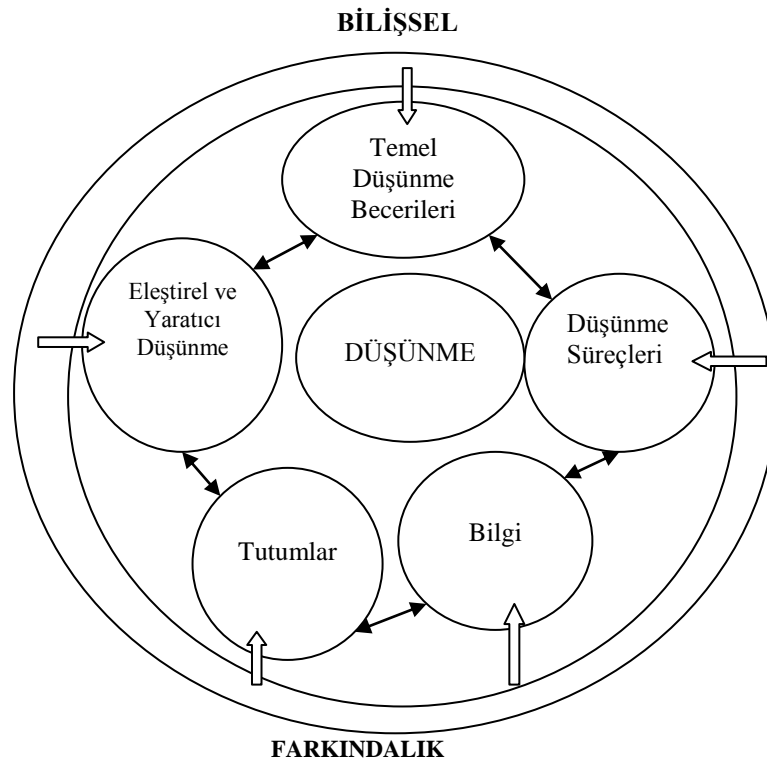 BİLİŞSEL
Temel
Düşünme
Becerileri
Eleştirel ve
Yaratıcı
Düşünme
DÜŞÜNME
Düşünme
Süreçleri
Tutumlar
Bilgi
FARKINDALIK